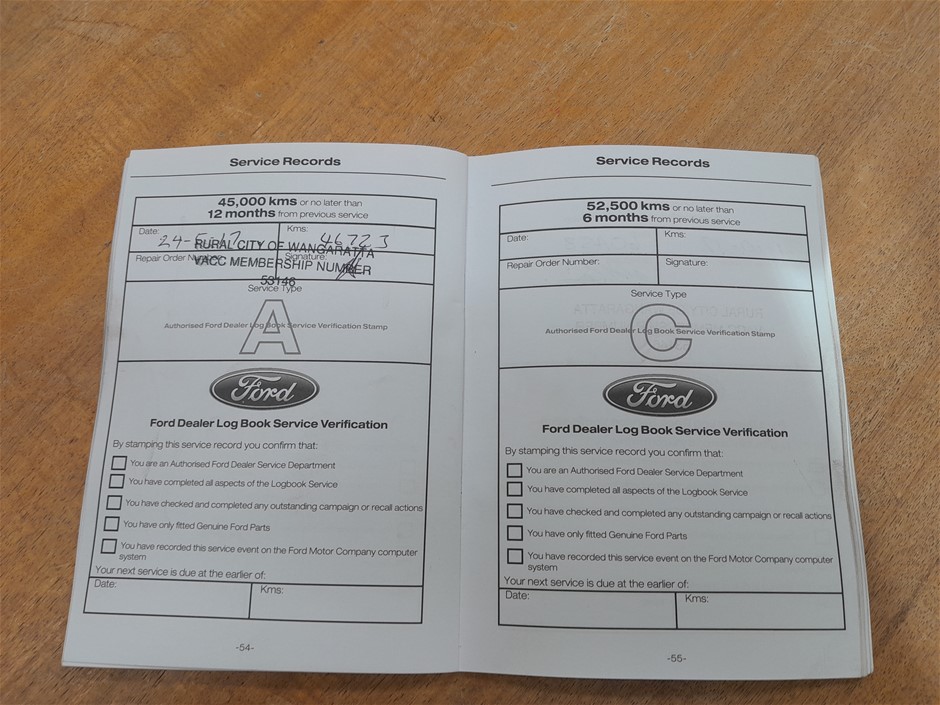 Service Records
45,000 kms or no later than
12 months from previous service
Date: 24-5-17 Kms: 46723
RURAL CITY OF WANGARATTA
Repair Order Number: Signature:
VACC MEMBERSHIP NUMBER
53146
Service Type
A
Authorised Ford Dealer Log Book Service Verification Stamp
Ford
Ford Dealer Log Book Service Verification
By stamping this service record you confirm that:
You are an Authorised Ford Dealer Service Department
You have completed all aspects of the Logbook Service
You have checked and completed any outstanding campaign or recall actions
You have only fitted Genuine Ford Parts
You have recorded this service event on the Ford Motor Company computer
system
Your next service is due at the earlier of:
Date: Kms:
-54-
Service Records
52,500 kms or no later than
6 months from previous service
Date: Kms:
Repair Order Number: Signature:
Service Type
C
Authorised Ford Dealer Log Book Service Verification Stamp
Ford
Ford Dealer Log Book Service Verification
By stamping this service record you confirm that:
You are an Authorised Ford Dealer Service Department
You have completed all aspects of the Logbook Service
You have checked and completed any outstanding campaign or recall actions
You have only fitted Genuine Ford Parts
You have recorded this service event on the Ford Motor Company computer
system
Your next service is due at the earlier of:
Date: Kms:
-55-